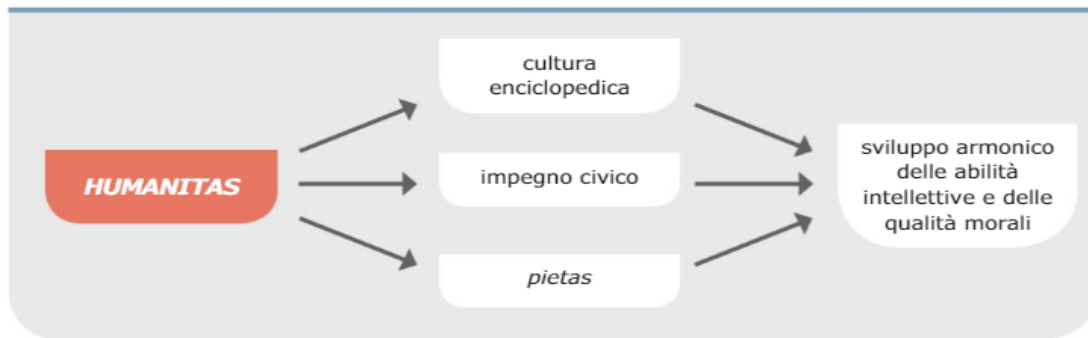 HUMANITAS
cultura
enciclopedica
impegno civico
pietas
sviluppo armonico
delle abilità
intellettive e delle
qualità morali